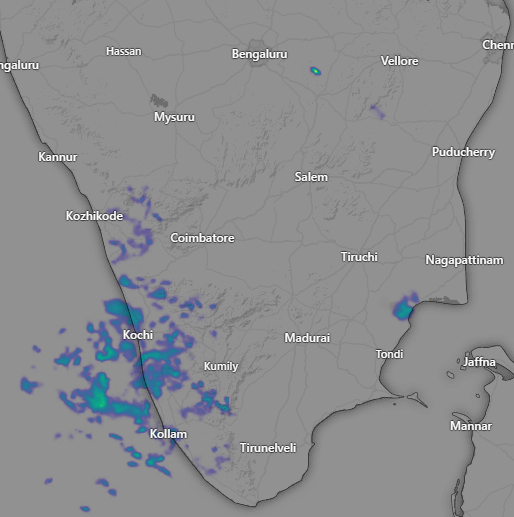 Hassan
Bengaluru
Chenn
ngaluru
Vellore
Mysuru
Kannur
Puducherry
Salem
Kozhikode
Coimbatore
Tiruchi
Nagapattinam
Kochi
Madurai
Tondi
Kumily
Jaffna
Mannar
Kollam
Tirunelveli